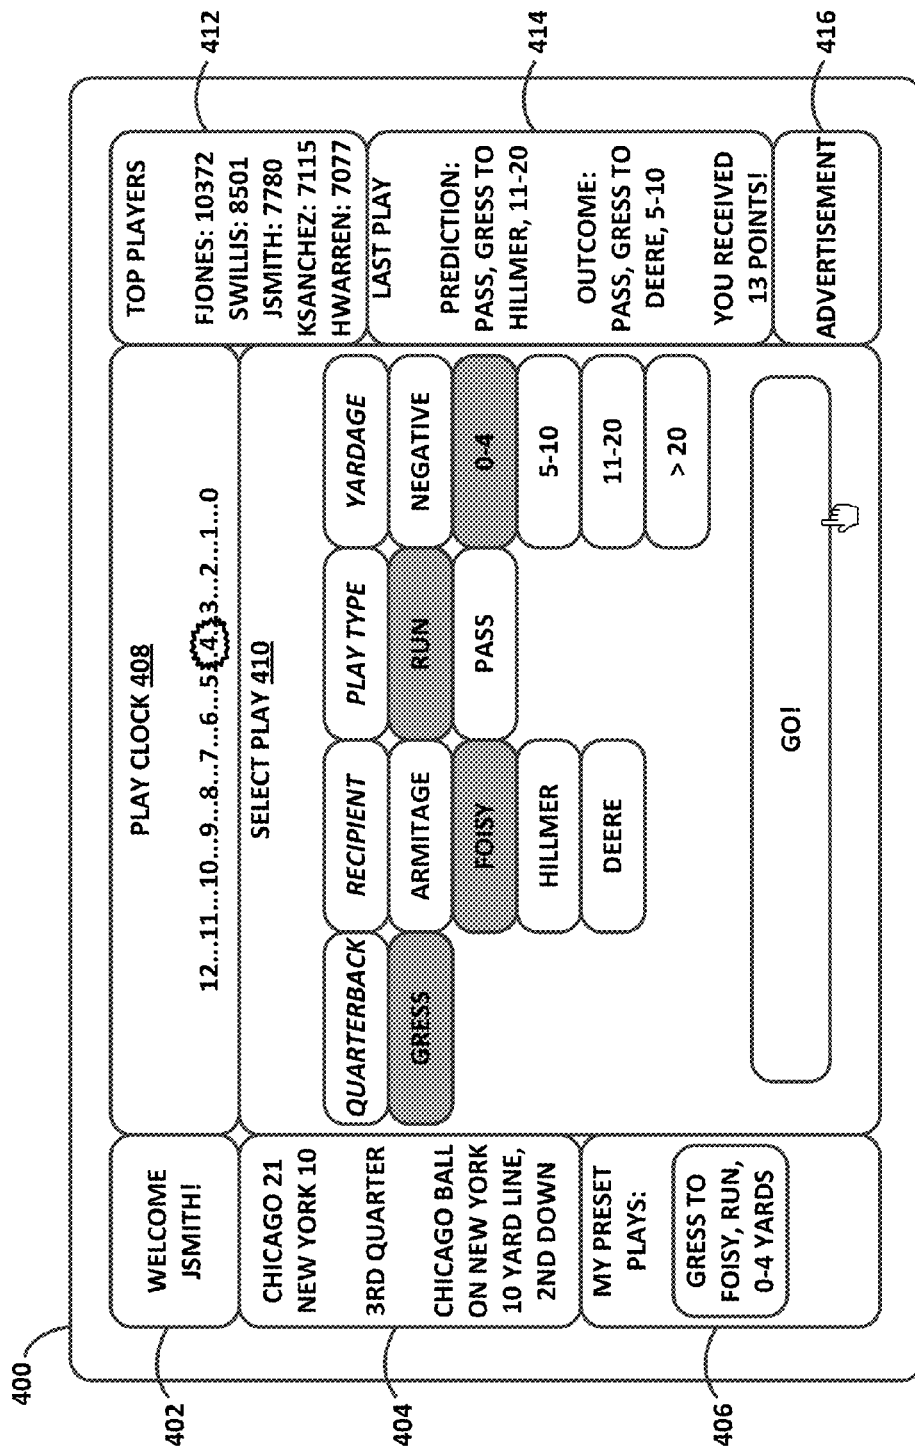 400
402
WELCOME
JSMITH!
404
CHICAGO 21
NEW YORK 10
3RD QUARTER
CHICAGO BALL
ON NEW YORK
10 YARD LINE,
2ND DOWN
406
MY PRESET
PLAYS:
GRESS TO
FOISY, RUN,
0-4 YARDS
PLAY CLOCK 408
12...11...10...9...8...7...6...5...4...3...2...1...0
SELECT PLAY 410
QUARTERBACK
GRESS
RECIPIENT
ARMITAGE
FOISY
HILLMER
DEERE
PLAY TYPE
RUN
PASS
YARDAGE
NEGATIVE
0-4
5-10
11-20
> 20
GO!
412
TOP PLAYERS
FJONES: 10372
SWILLIS: 8501
JSMITH: 7780
KSANCHEZ: 7115
HWARREN: 7077
414
LAST PLAY
PREDICTION:
PASS, GRESS TO
HILLMER, 11-20
OUTCOME:
PASS, GRESS TO
DEERE, 5-10
YOU RECEIVED
13 POINTS!
416
ADVERTISEMENT